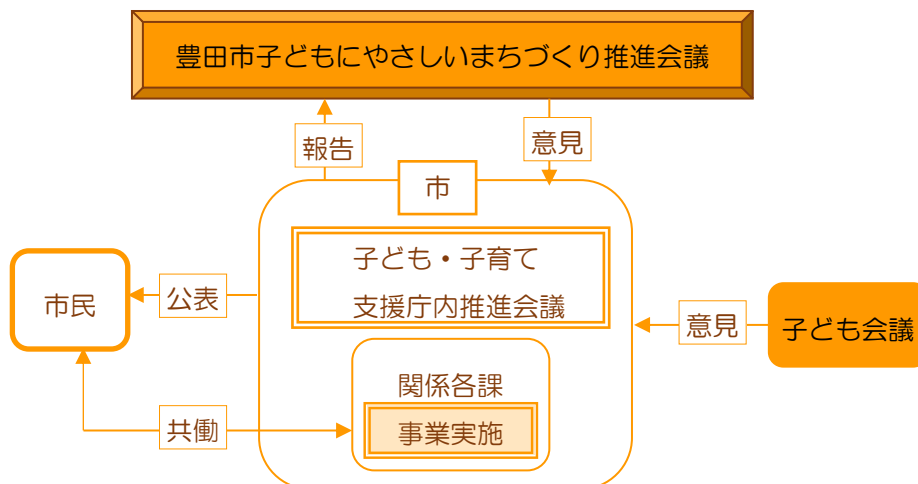 豊田市子どもにやさしいまちづくり推進会議
報告
意見
市
子ども・子育て
支援庁内推進会議
市民
公表
意見
子ども会議
関係各課
共働
事業実施